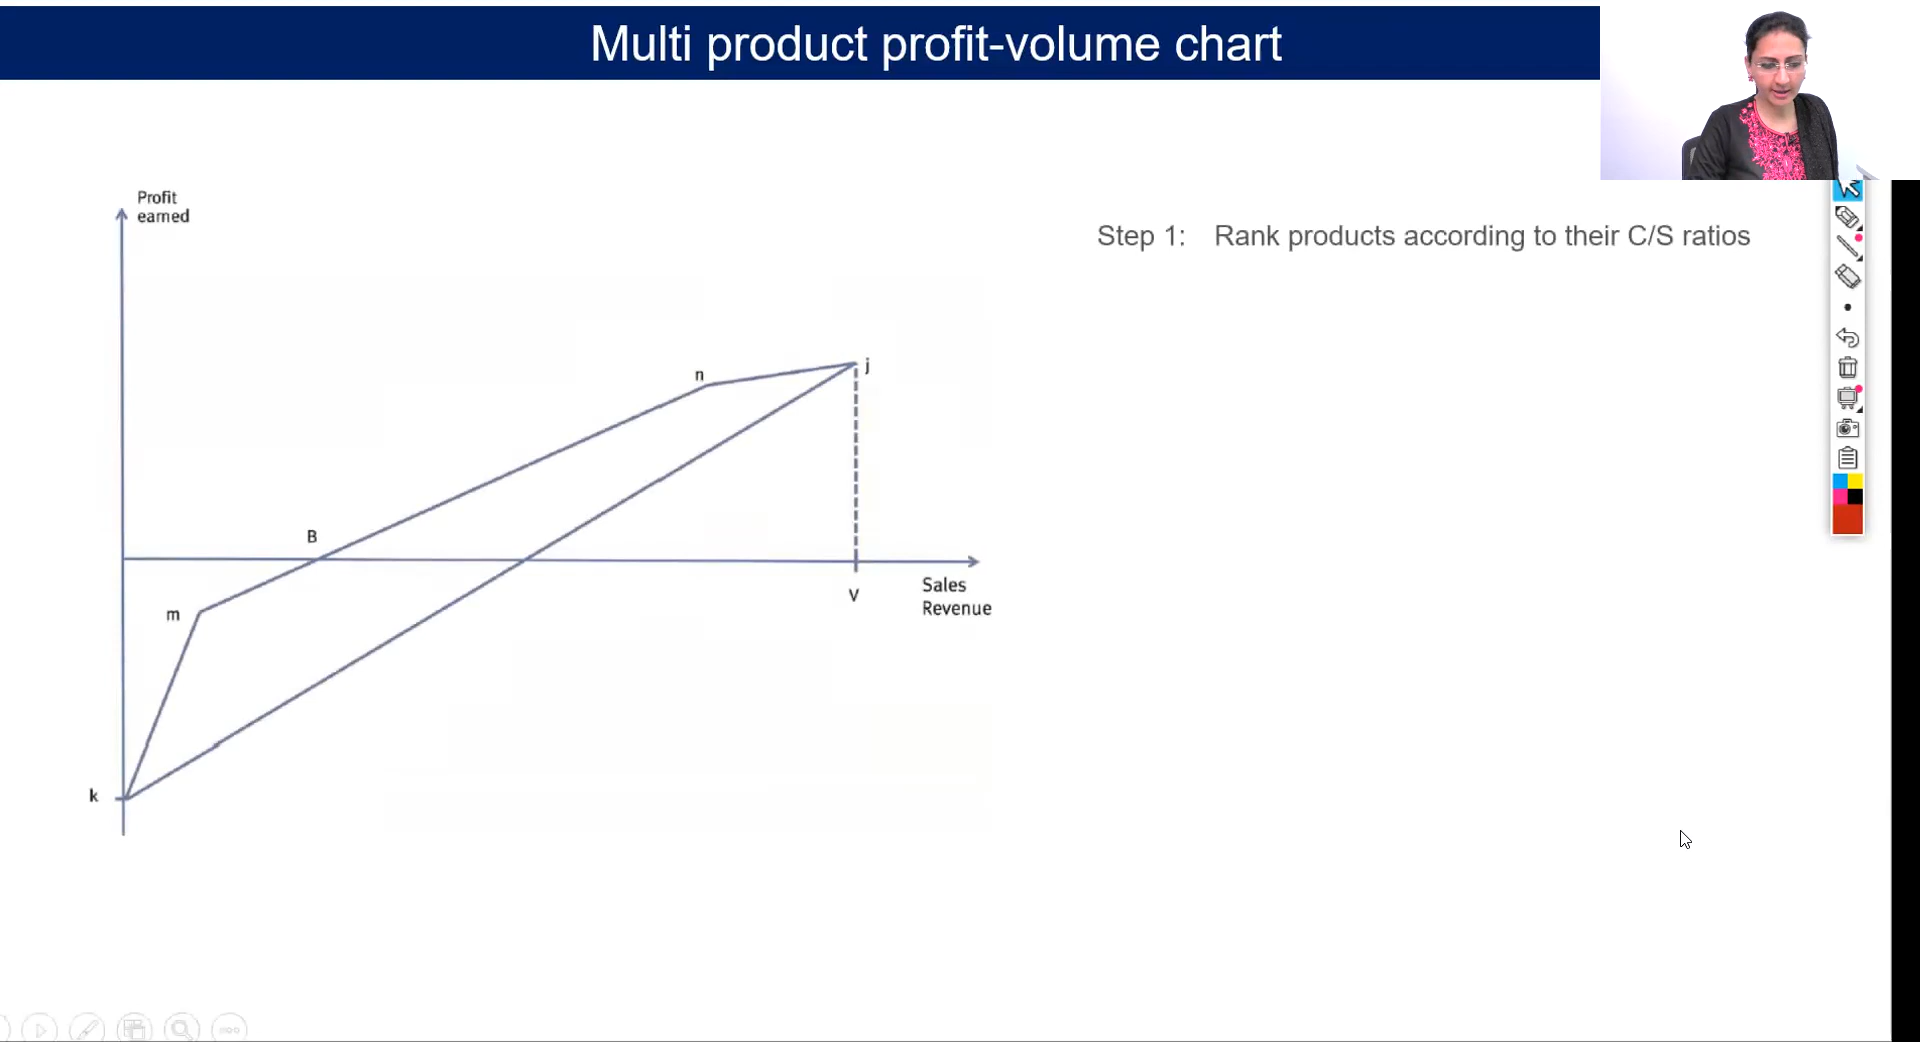 Multi product profit-volume chart
Profit
earned
Step 1: Rank products according to their C/S ratios
n
j
B
m
V
Sales
Revenue
k